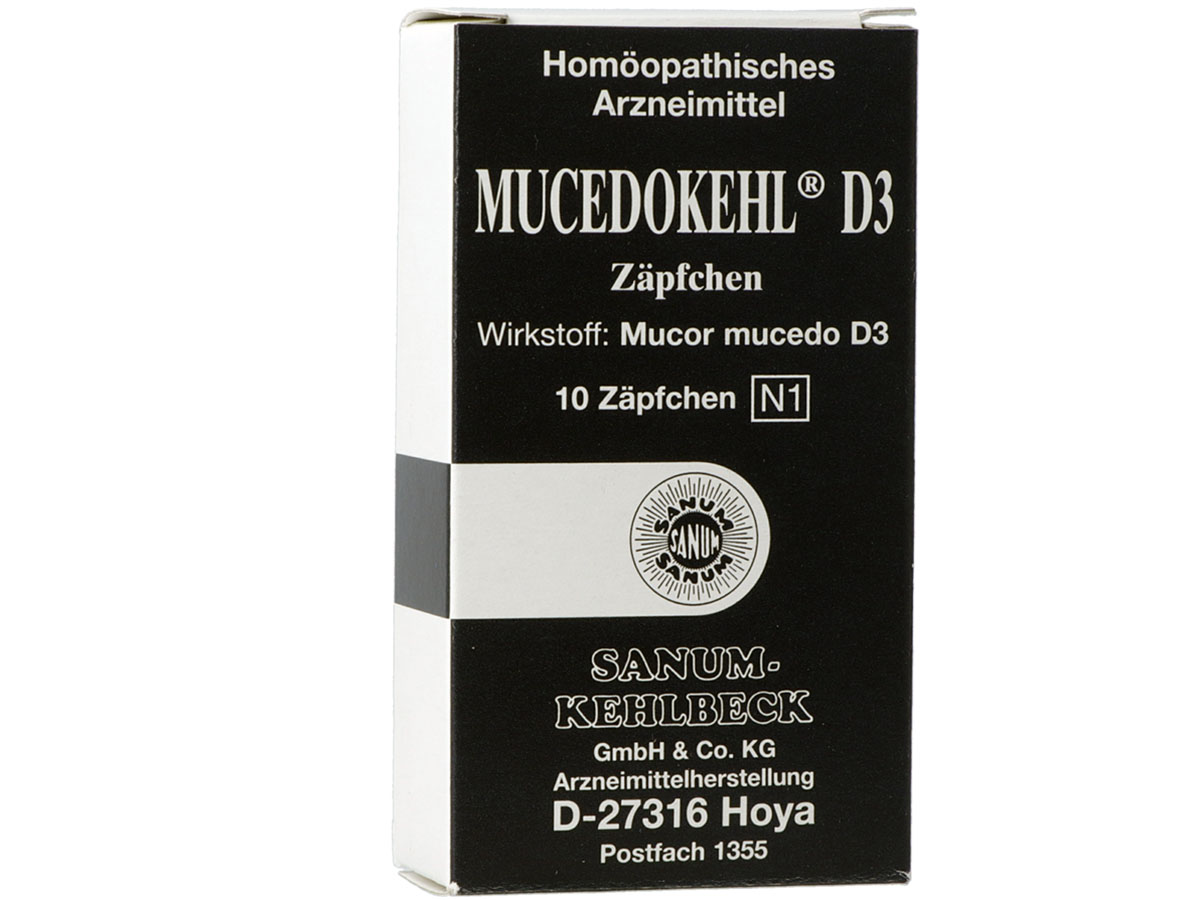 Homöopathisches
Arzneimittel
MUCEDOKEHL® D3
Zäpfchen
Wirkstoff: Mucor mucedo D3
10 Zäpfchen N1
SANUM
SANUM
SANUM
SANUM-
KEHLBECK
GmbH & Co. KG
Arzneimittelherstellung
D-27316 Hoya
Postfach 1355